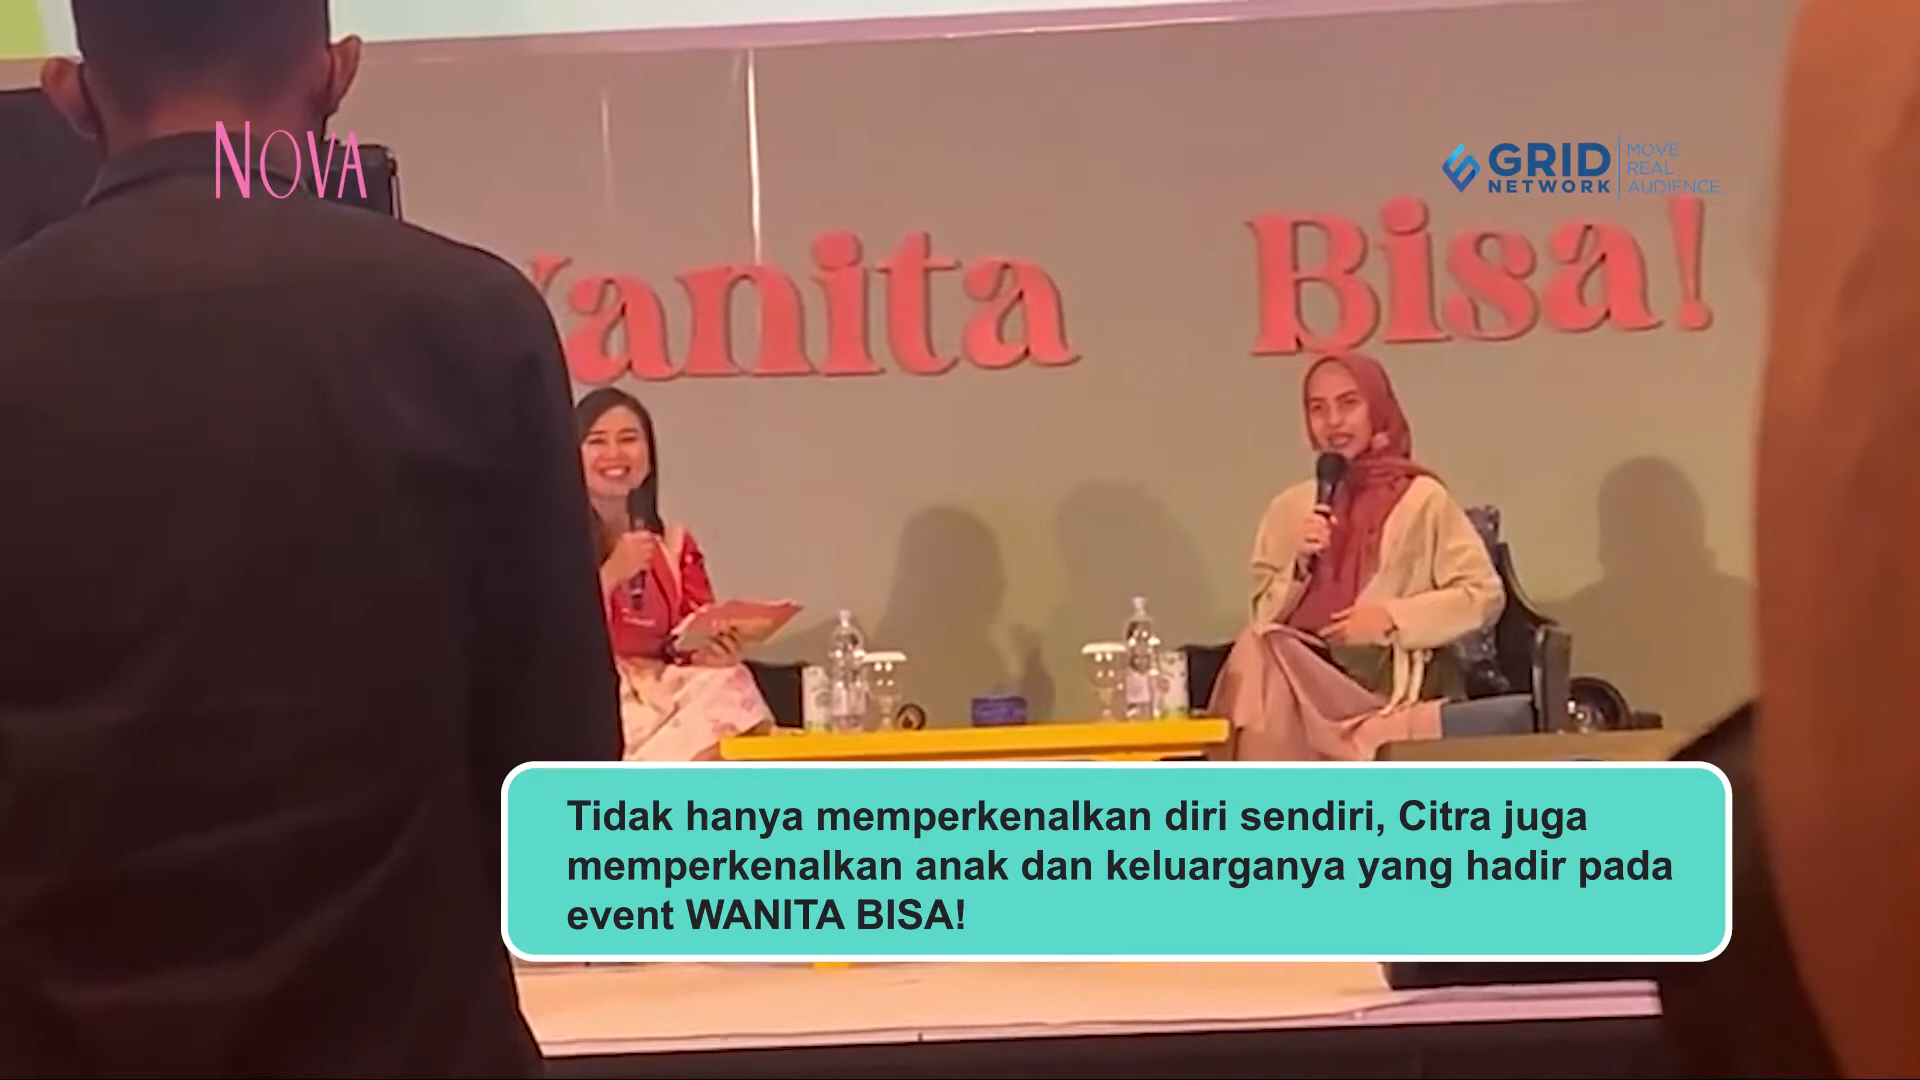 NOVA
GRID
NETWORK
MOVE
REAL
AUDIENCE.
Wanita Bisa!
Tidak hanya memperkenalkan diri sendiri, Citra juga
memperkenalkan anak dan keluarganya yang hadir pada
event WANITA BISA!